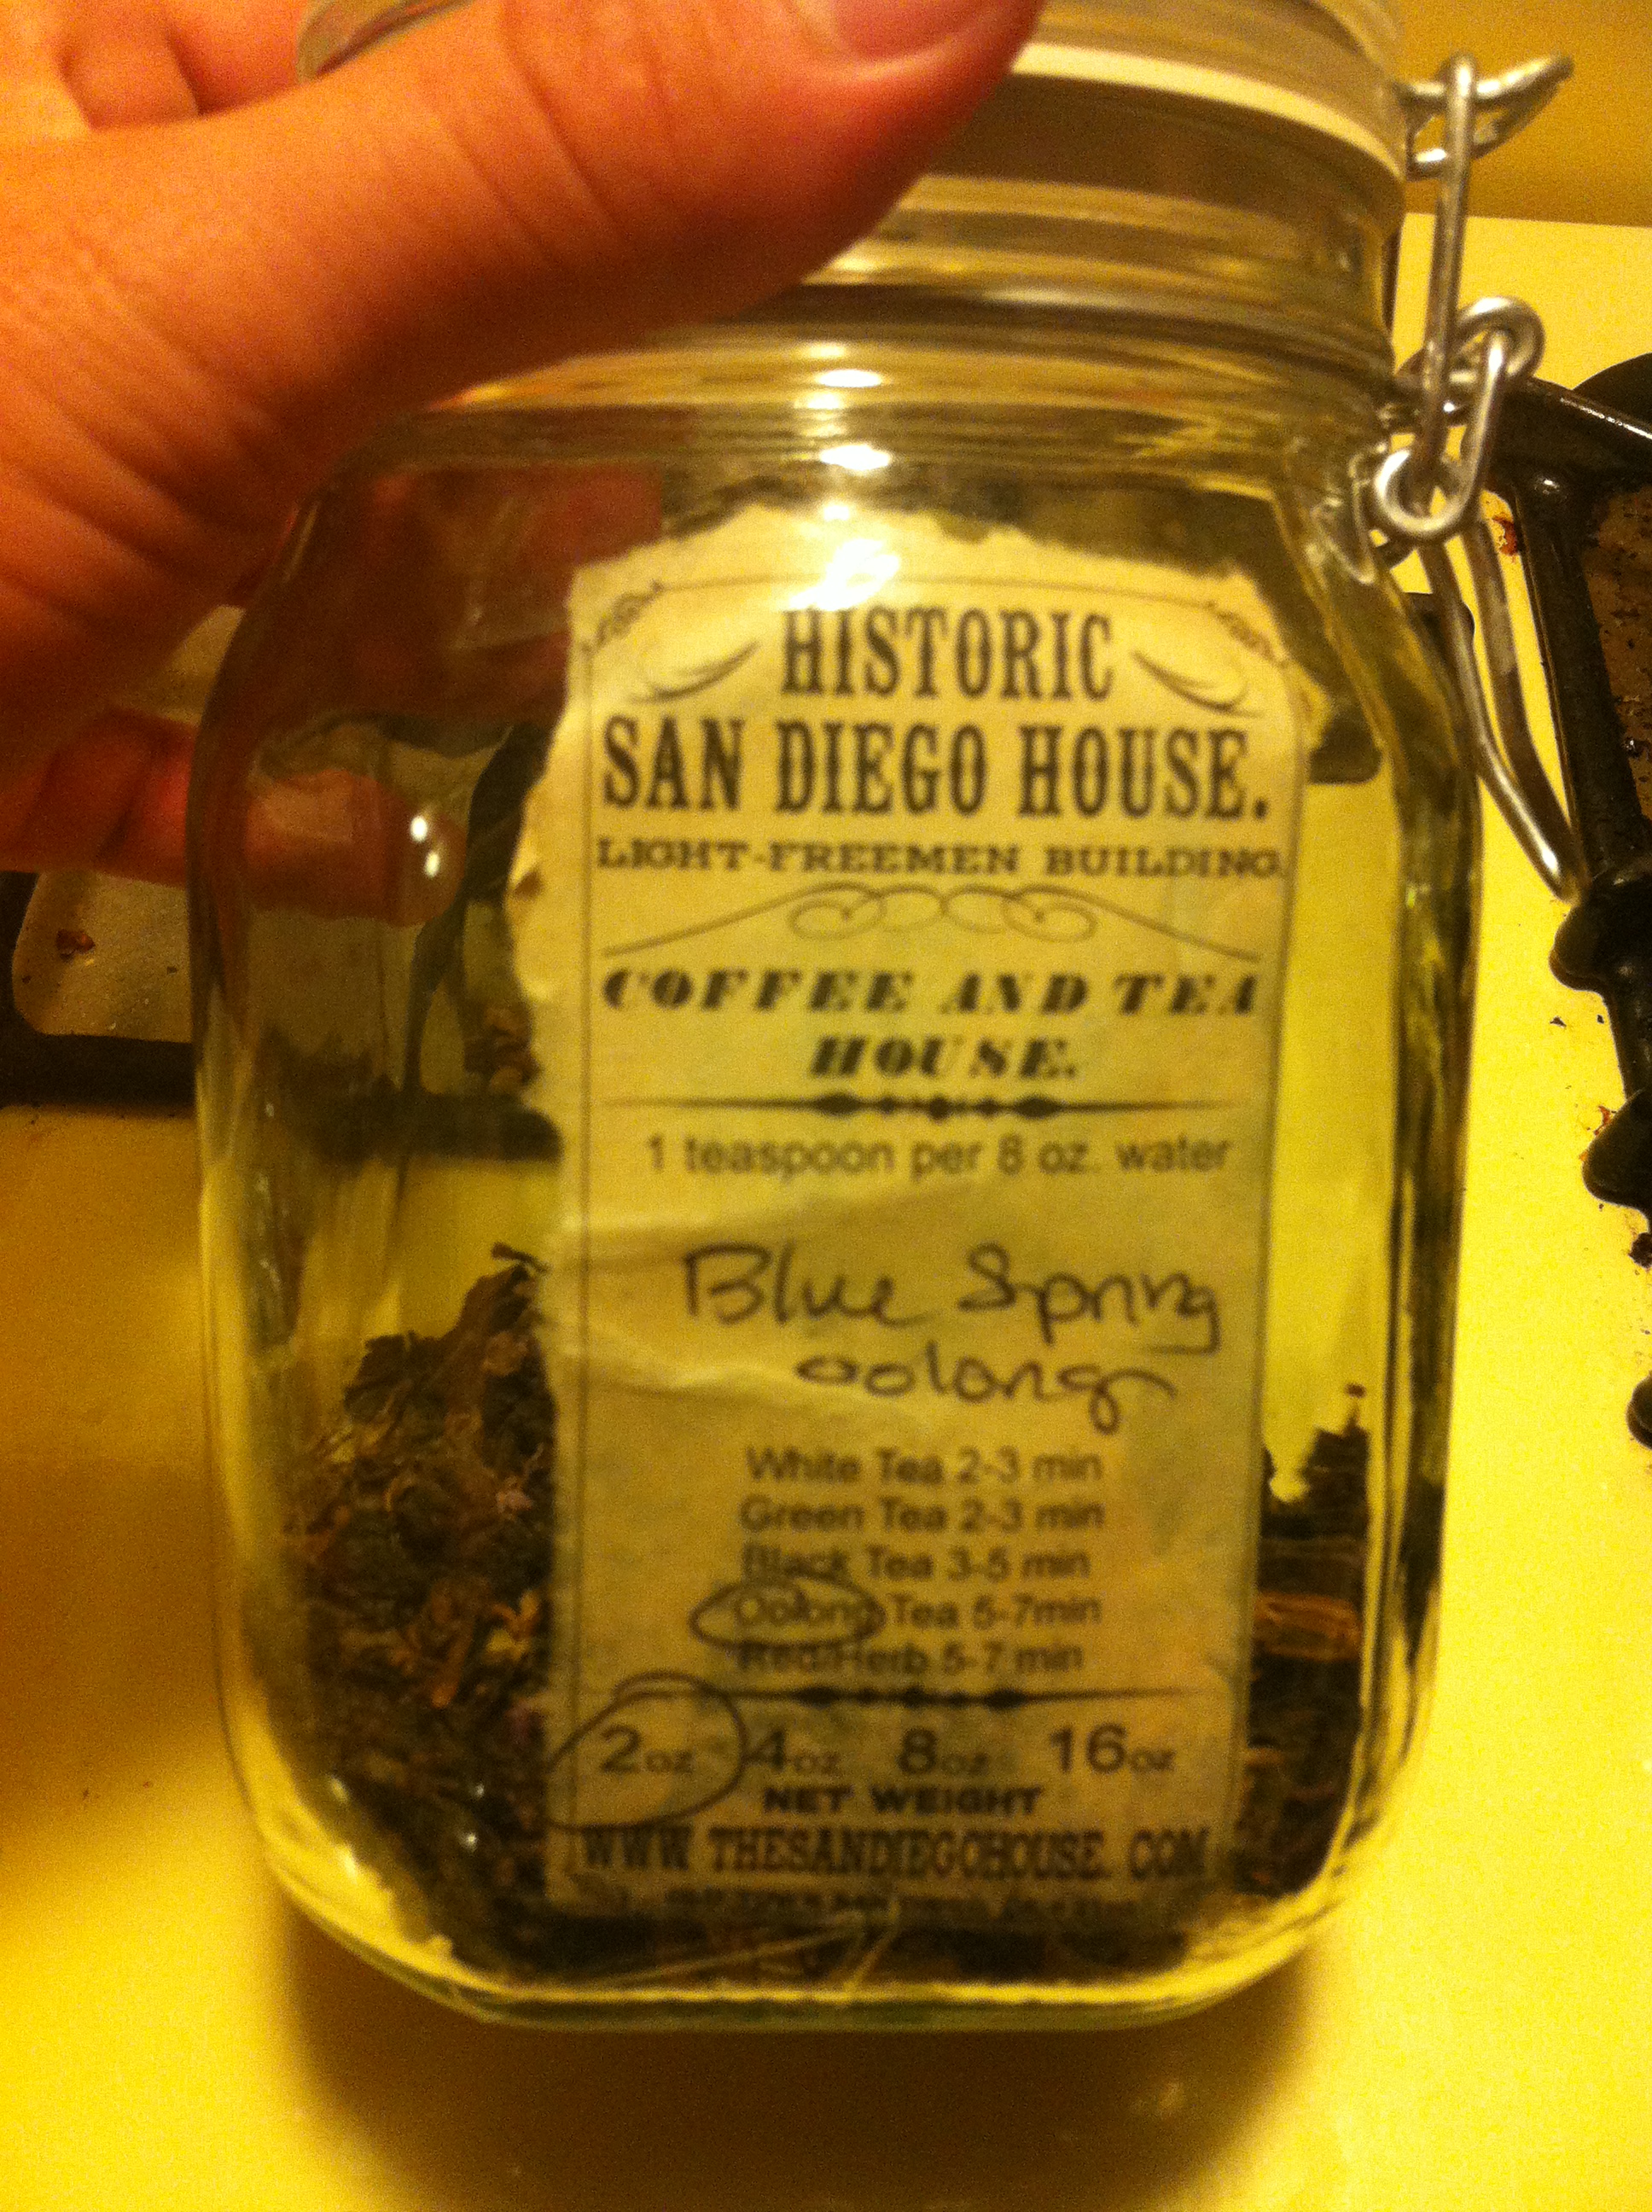 HISTORIC
SAN DIEGO HOUSE.
LIGHT-FREEMEN BUILDING
COFFEE AND TEA
HOUSE.
1 teaspoon per 8 oz. water
Blue Spring
oolong
White Tea 2-3 min
Green Tea 2-3 min
Black Tea 3-5 min
Oolong Tea 5-7min
Red/Herb 5-7 min
2oz 4oz 8oz 16oz
NET WEIGHT
WWW THESANDIEGOHOUSE. COM